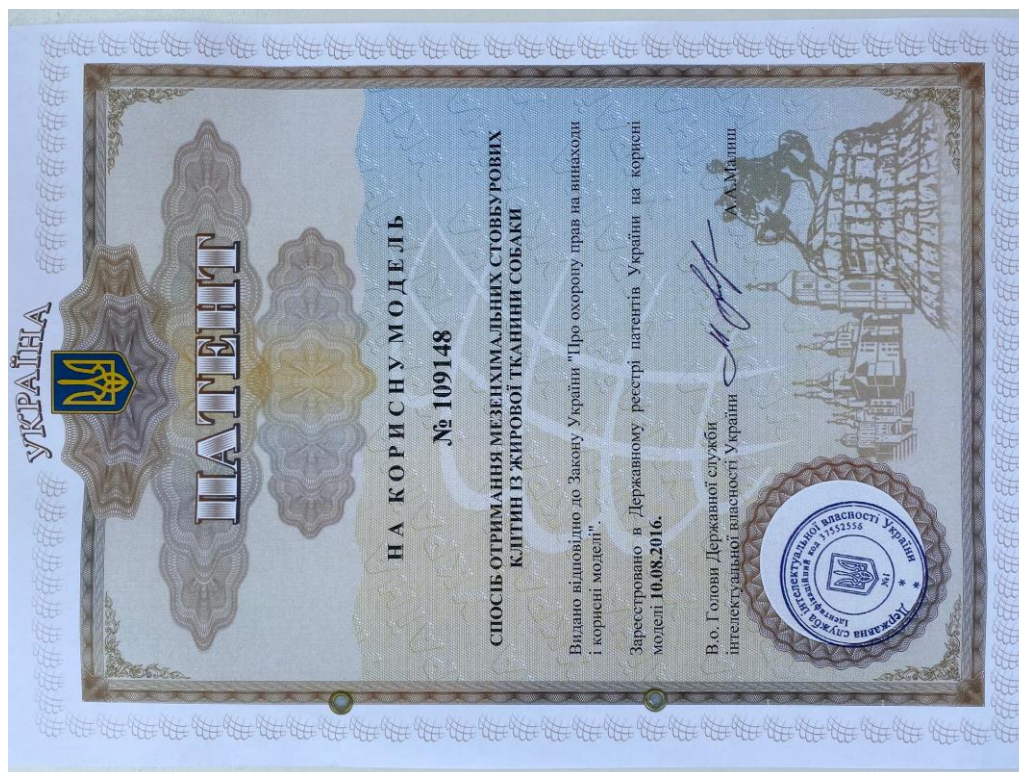 УКРАЇНА
ПАТЕНТ
НА КОРИСНУ МОДЕЛЬ
№ 109148
СПОСІБ ОТРИМАННЯ МЕЗЕНХІМАЛЬНИХ СТОВБУРОВИХ
КЛІТИН ІЗ ЖИРОВОЇ ТКАНИНИ СОБАКИ
Видано відповідно до Закону України "Про охорону прав на винаходи
і корисні моделі".
Зареєстровано в Державному реєстрі патентів України на корисні
моделі 10.08.2016.
В.о. Голови Державної служби
інтелектуальної власності України
А.А.Малиш
Державна служба інтелектуальної власності України
Ідентифікаційний код 37552556
№1